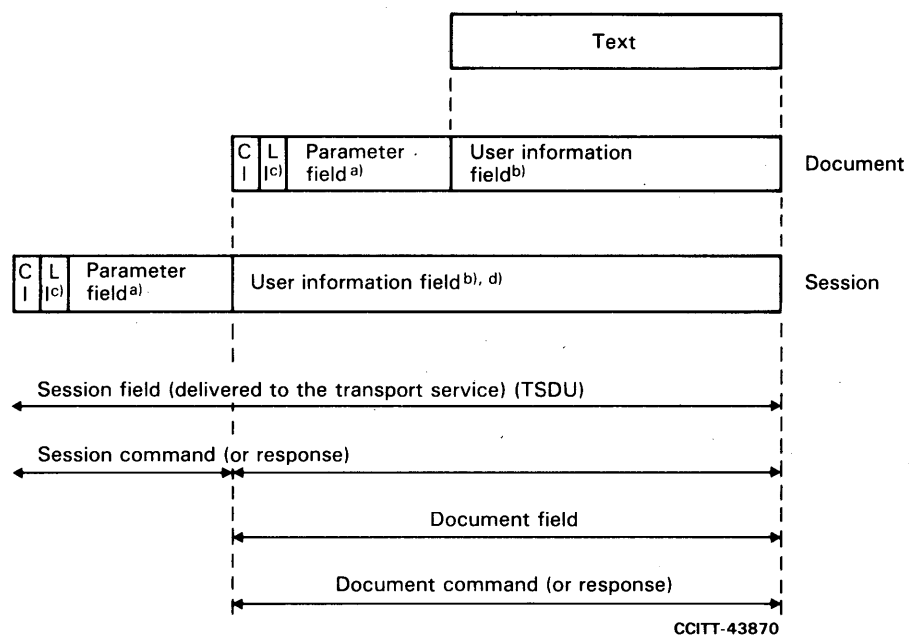 Text
C L Parameter User information
I I c) field a) field b) Document
C L Parameter
I I c) field a) User information field b), d) Session
Session field (delivered to the transport service) (TSDU)
Session command (or response)
Document field
Document command (or response)
CCITT-43870